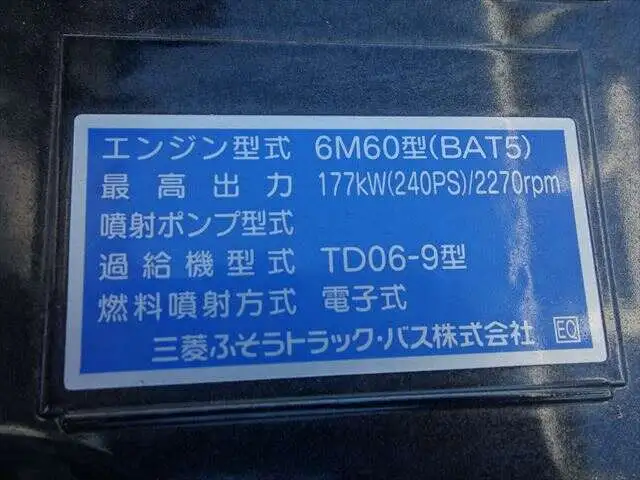 エンジン型式 6M60型(BAT5)
最高出力 177kW(240PS)/2270rpm
噴射ポンプ型式
過給機型式 TD06-9型
燃料噴射方式 電子式
三菱ふそうトラック・バス株式会社 EQ